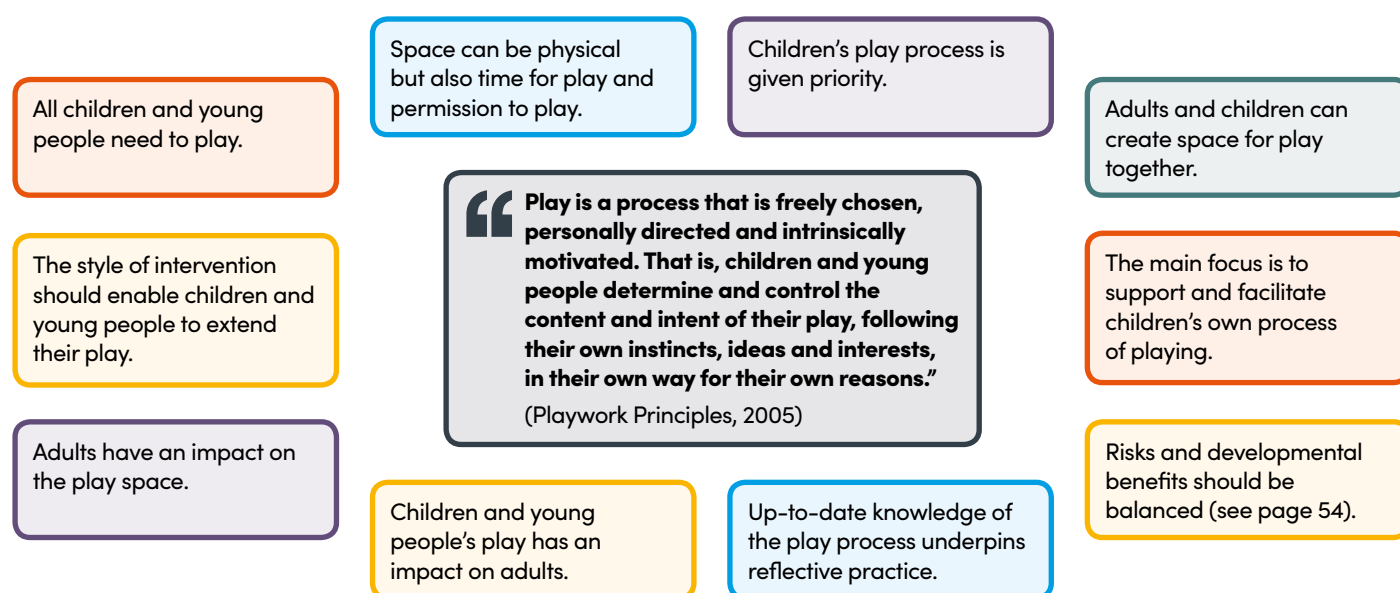 Space can be physical
but also time for play and
permission to play.
Children’s play process is
given priority.
All children and young
people need to play.
Adults and children can
create space for play
together.
“Play is a process that is freely chosen,
personally directed and intrinsically
motivated. That is, children and young
people determine and control the
content and intent of their play, following
their own instincts, ideas and interests,
in their own way for their own reasons.”
(Playwork Principles, 2005)
The style of intervention
should enable children and
young people to extend
their play.
The main focus is to
support and facilitate
children’s own process
of playing.
Adults have an impact on
the play space.
Risks and developmental
benefits should be
balanced (see page 54).
Children and young
people’s play has an
impact on adults.
Up-to-date knowledge of
the play process underpins
reflective practice.